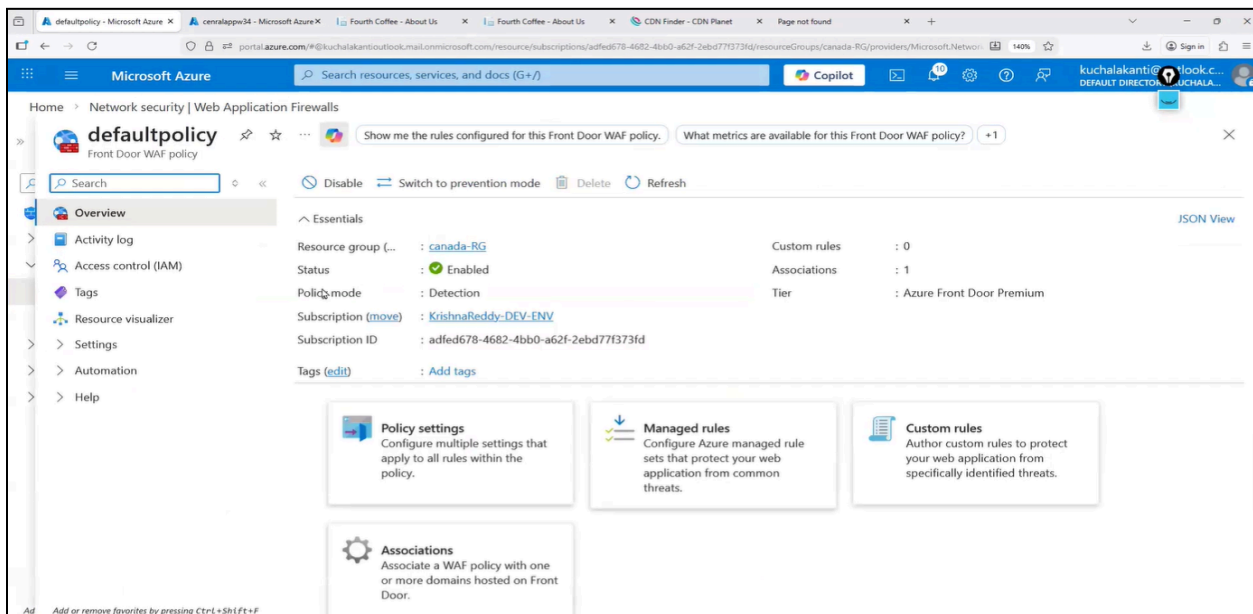 defaultpolicy - Microsoft Azure
cenralappw34 - Microsoft Azure
Fourth Coffee - About Us
Fourth Coffee - About Us
CDN Finder - CDN Planet
Page not found
portal.azure.com/#@kuchalakantioutlook.mail.onmicrosoft.com/resource/subscriptions/adfed678-4682-4bb0-a62f-2ebd77f373fd/resourceGroups/canada-RG/providers/Microsoft.Networ
140%
Sign in
Microsoft Azure
Search resources, services, and docs (G+/)
Copilot
10
kuchalakanti@
tlook.c...
DEFAULT DIRECTOR
UCHALA...
Home > Network security | Web Application Firewalls
defaultpolicy
Front Door WAF policy
Show me the rules configured for this Front Door WAF policy.
What metrics are available for this Front Door WAF policy?
+1
Search
Disable
Switch to prevention mode
Delete
Refresh
Overview
Activity log
Access control (IAM)
Tags
Resource visualizer
Settings
Automation
Help
Essentials
JSON View
Resource group (... : canada-RG
Status : Enabled
Policy mode : Detection
Subscription (move) : KrishnaReddy-DEV-ENV
Subscription ID : adfed678-4682-4bb0-a62f-2ebd77f373fd
Custom rules : 0
Associations : 1
Tier : Azure Front Door Premium
Tags (edit) : Add tags
Policy settings
Configure multiple settings that
apply to all rules within the
policy.
Managed rules
Configure Azure managed rule
sets that protect your web
application from common
threats.
Custom rules
Author custom rules to protect
your web application from
specifically identified threats.
Associations
Associate a WAF policy with one
or more domains hosted on Front
Door.
Ad
Add or remove favorites by pressing Ctrl+Shift+F